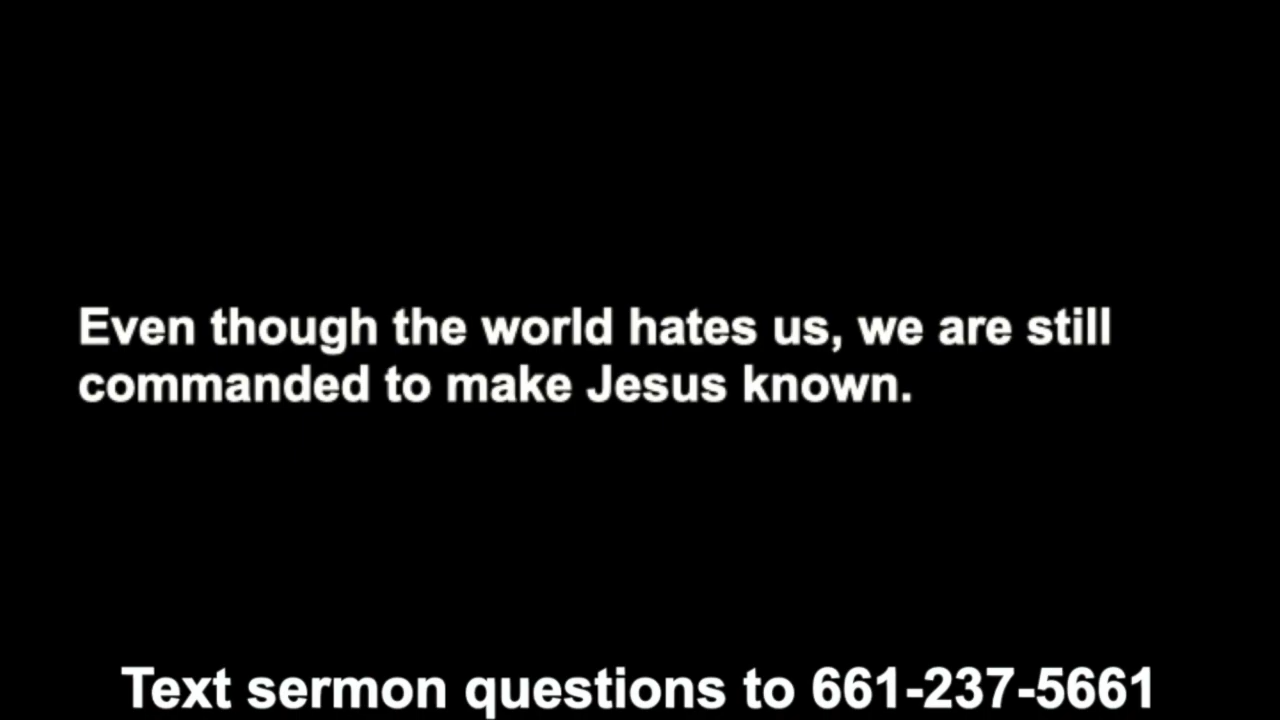 Even though the world hates us, we are still
commanded to make Jesus known.
Text sermon questions to 661-237-5661